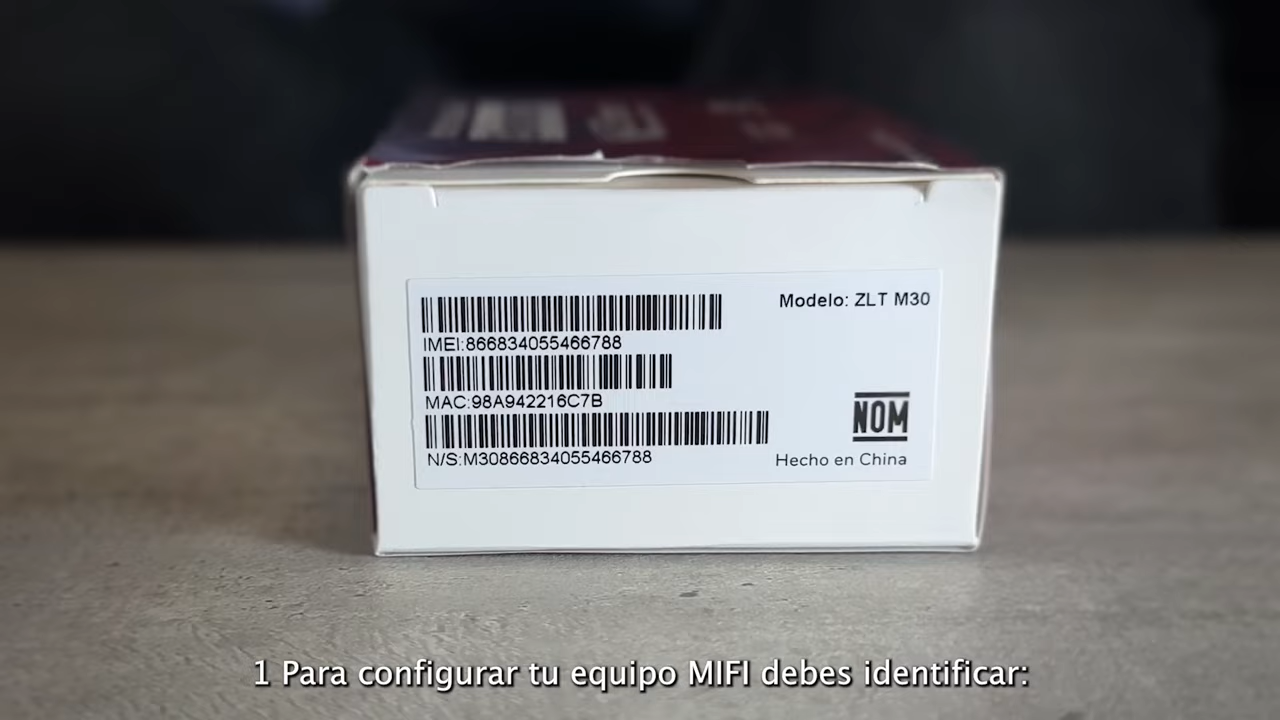 Modelo: ZLT M30
IMEI:866834055466788
MAC:98A942216C7B
NOM
N/S:M30866834055466788
Hecho en China
1 Para configurar tu equipo MIFI debes identificar: